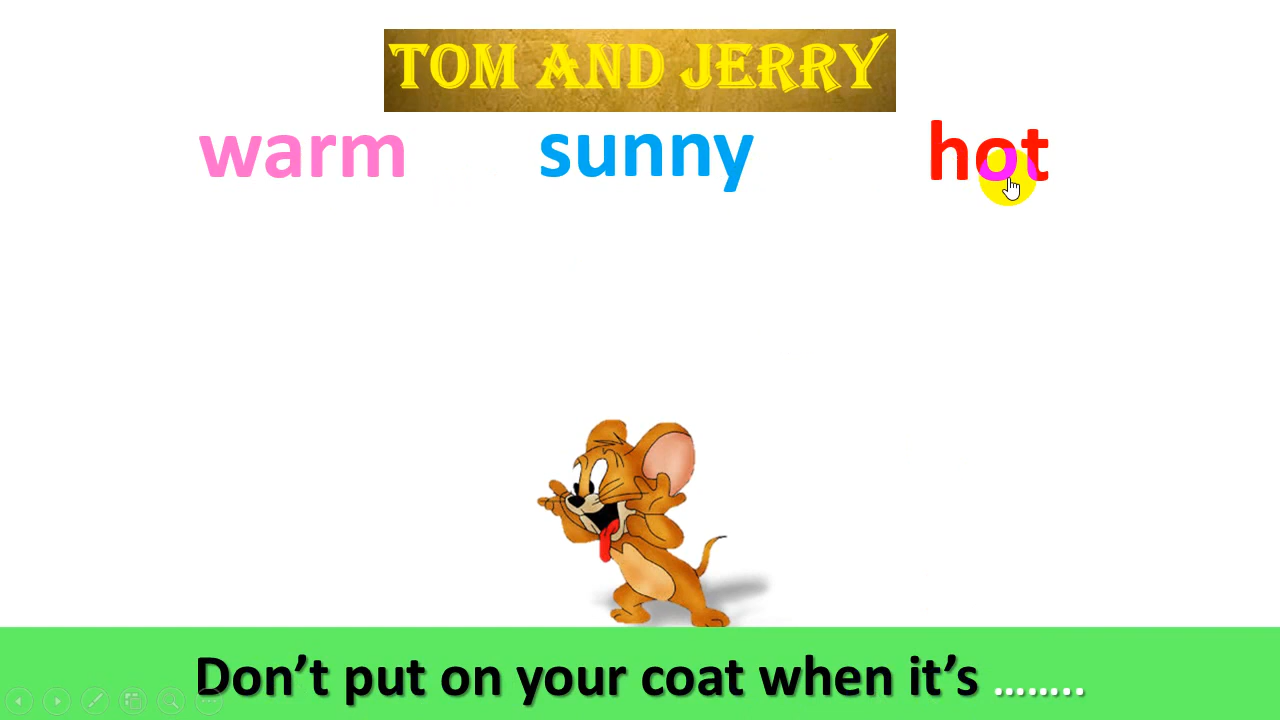 TOM AND JERRY
warm sunny hot
Don't put on your coat when it's ........